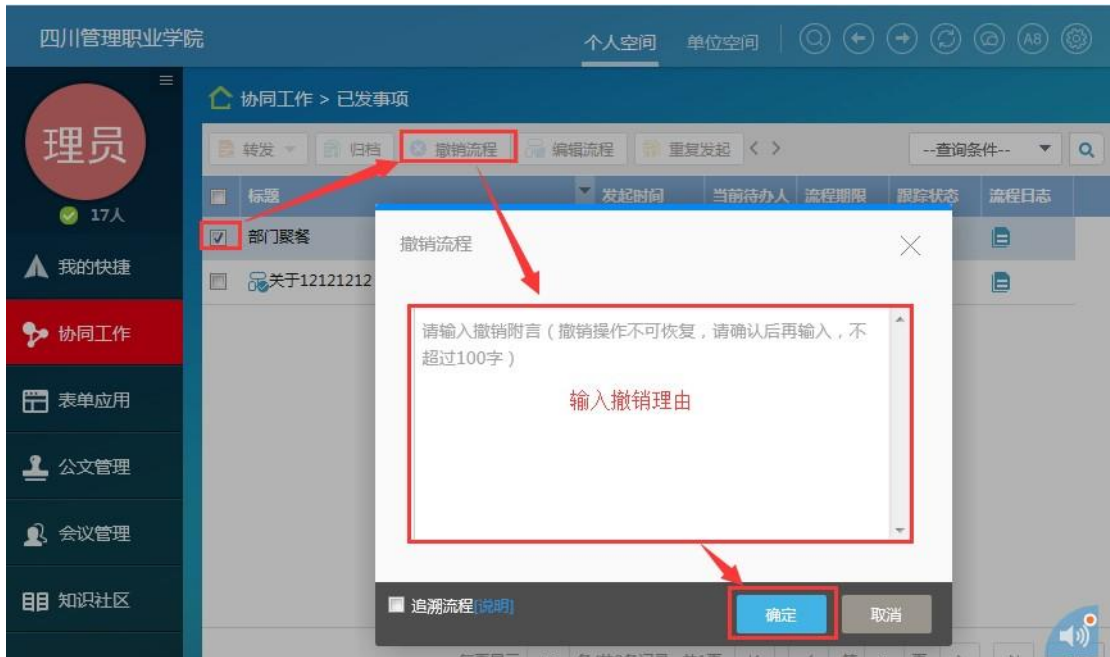 四川管理职业学院
个人空间 单位空间 A8
理员
17人
协同工作 > 已发事项
转发 归档 撤销流程 编辑流程 重复发起 < >
--查询条件--
标题 发起时间 当前待办人 流程期限 跟踪状态 流程日志
部门聚餐
关于12121212
我的快捷
协同工作
表单应用
公文管理
会议管理
知识社区
撤销流程
请输入撤销附言(撤销操作不可恢复,请确认后再输入,不
超过100字)
输入撤销理由
追溯流程[说明]
确定 取消